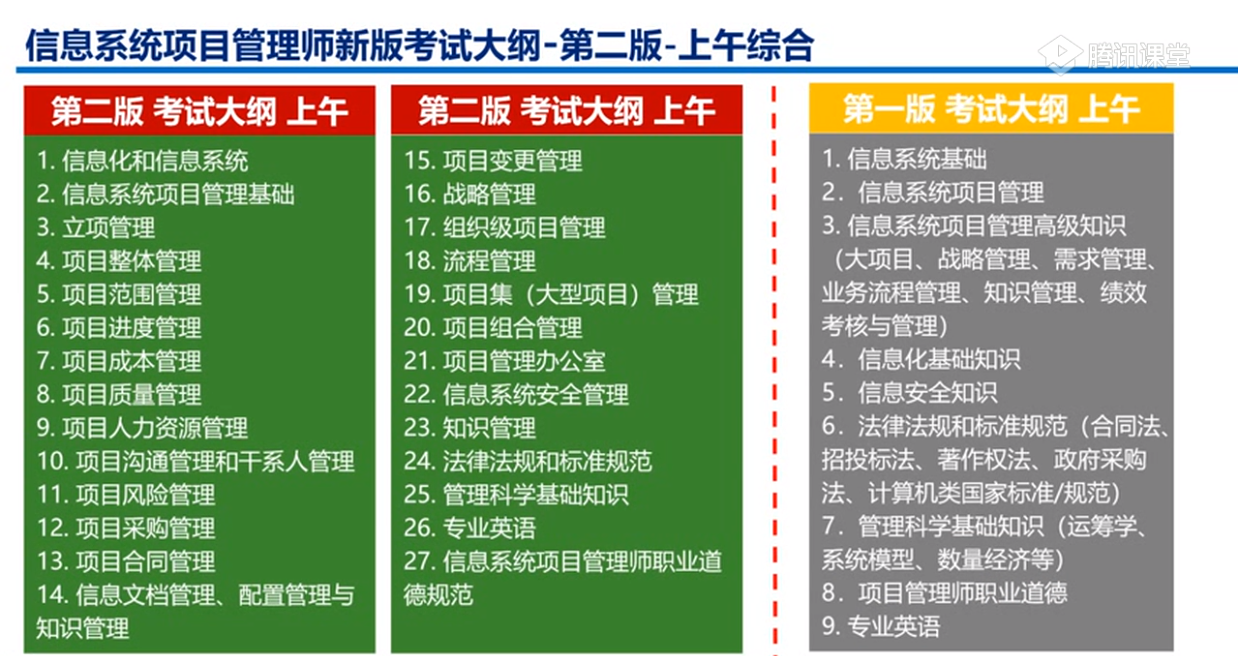 信息系统项目管理师新版考试大纲-第二版-上午综合
腾讯课堂
第二版 考试大纲 上午
1. 信息化和信息系统
2. 信息系统项目管理基础
3. 立项管理
4. 项目整体管理
5. 项目范围管理
6. 项目进度管理
7. 项目成本管理
8. 项目质量管理
9. 项目人力资源管理
10. 项目沟通管理和干系人管理
11. 项目风险管理
12. 项目采购管理
13. 项目合同管理
14. 信息文档管理、配置管理与
知识管理
第二版 考试大纲 上午
15. 项目变更管理
16. 战略管理
17. 组织级项目管理
18. 流程管理
19. 项目集（大型项目）管理
20. 项目组合管理
21. 项目管理办公室
22. 信息系统安全管理
23. 知识管理
24. 法律法规和标准规范
25. 管理科学基础知识
26. 专业英语
27. 信息系统项目管理师职业道
德规范
第一版 考试大纲 上午
1. 信息系统基础
2. 信息系统项目管理
3. 信息系统项目管理高级知识
（大项目、战略管理、需求管理、
业务流程管理、知识管理、绩效
考核与管理）
4. 信息化基础知识
5. 信息安全知识
6. 法律法规和标准规范（合同法、
招投标法、著作权法、政府采购
法、计算机类国家标准/规范）
7. 管理科学基础知识（运筹学、
系统模型、数量经济等）
8. 项目管理师职业道德
9. 专业英语